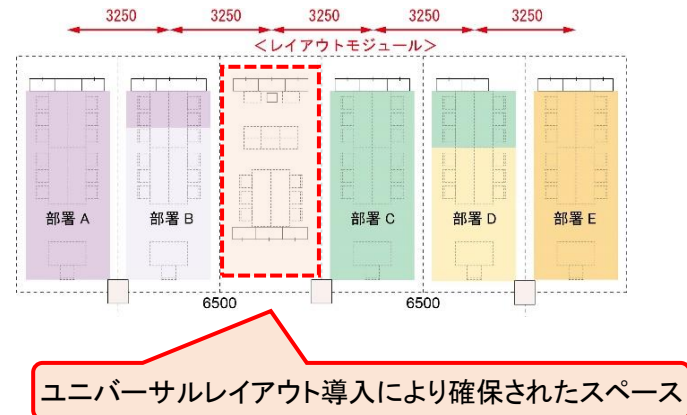 3250 3250 3250 3250 3250
＜レイアウトモジュール＞
部署 A 部署 B 部署 C 部署 D 部署 E
6500 6500
ユニバーサルレイアウト導入により確保されたスペース